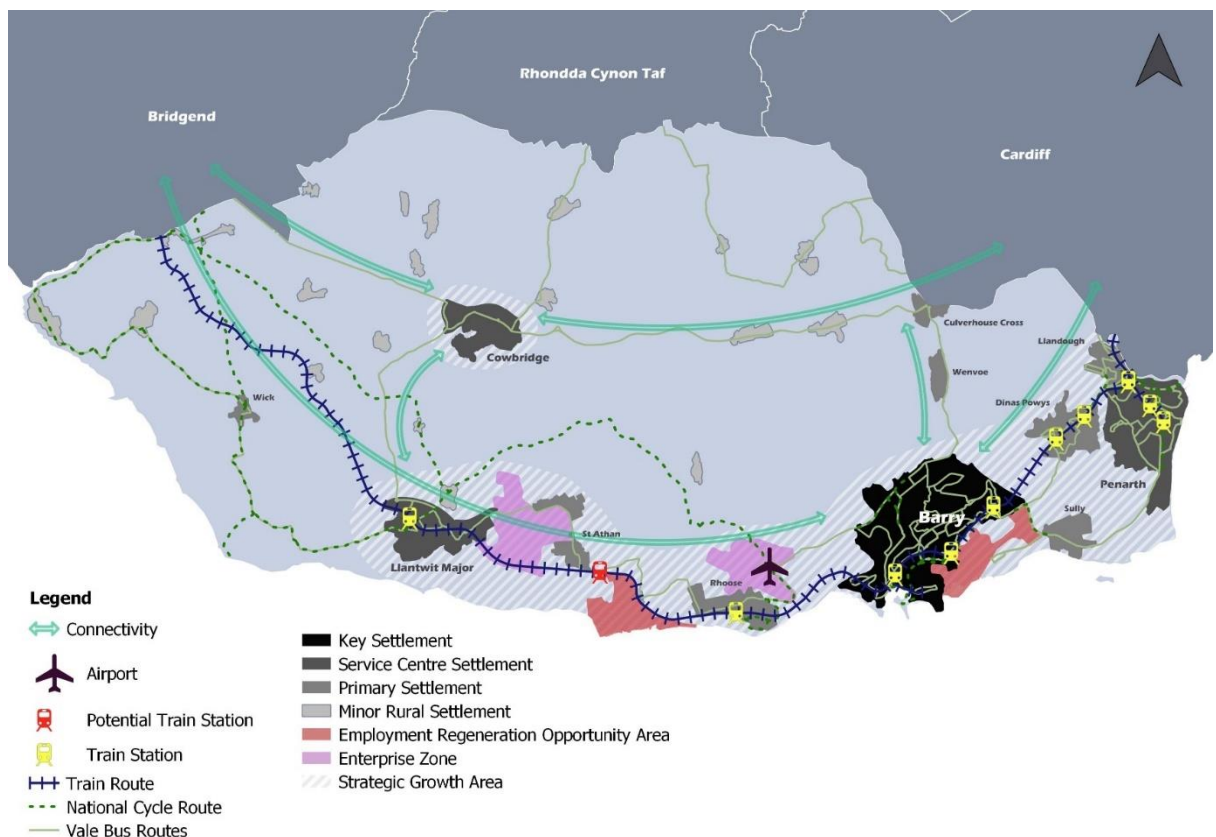 Rhondda Cynon Taf
Bridgend
Cardiff
Culverhouse Cross
Llandough
Cowbridge
Wenvoe
Wick
Dinas Powys
Penarth
Barry
Sully
St Athan
Llantwit Major
Rhoose
Legend
Connectivity
Airport
Potential Train Station
Train Station
Train Route
National Cycle Route
Vale Bus Routes
Key Settlement
Service Centre Settlement
Primary Settlement
Minor Rural Settlement
Employment Regeneration Opportunity Area
Enterprise Zone
Strategic Growth Area